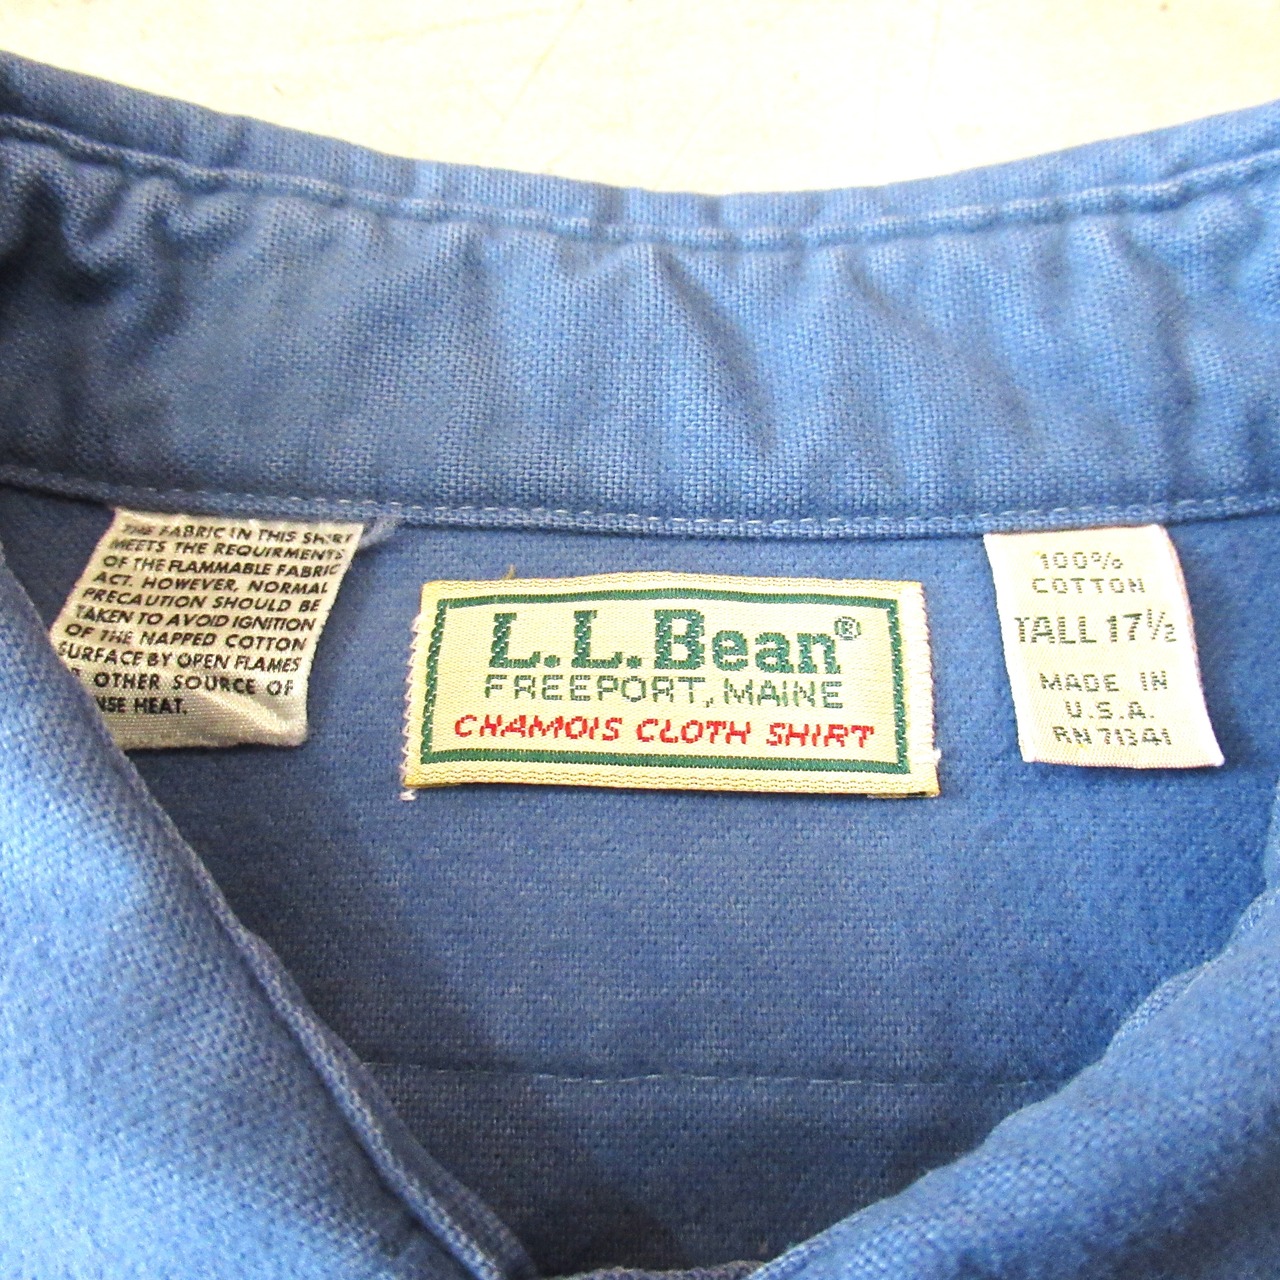 THE FABRIC IN THIS SHIRT
MEETS THE REQUIRMENTS
OF THE FLAMMABLE FABRIC
ACT. HOWEVER, NORMAL
PRECAUTION SHOULD BE
TAKEN TO AVOID IGNITION
OF THE NAPPED COTTON
SURFACE BY OPEN FLAMES
OTHER SOURCE OF
NSE HEAT.
L.L.Bean®
FREEPORT, MAINE
CHAMOIS CLOTH SHIRT
100%
COTTON
TALL 17½
MADE IN
U.S.A.
RN 71341